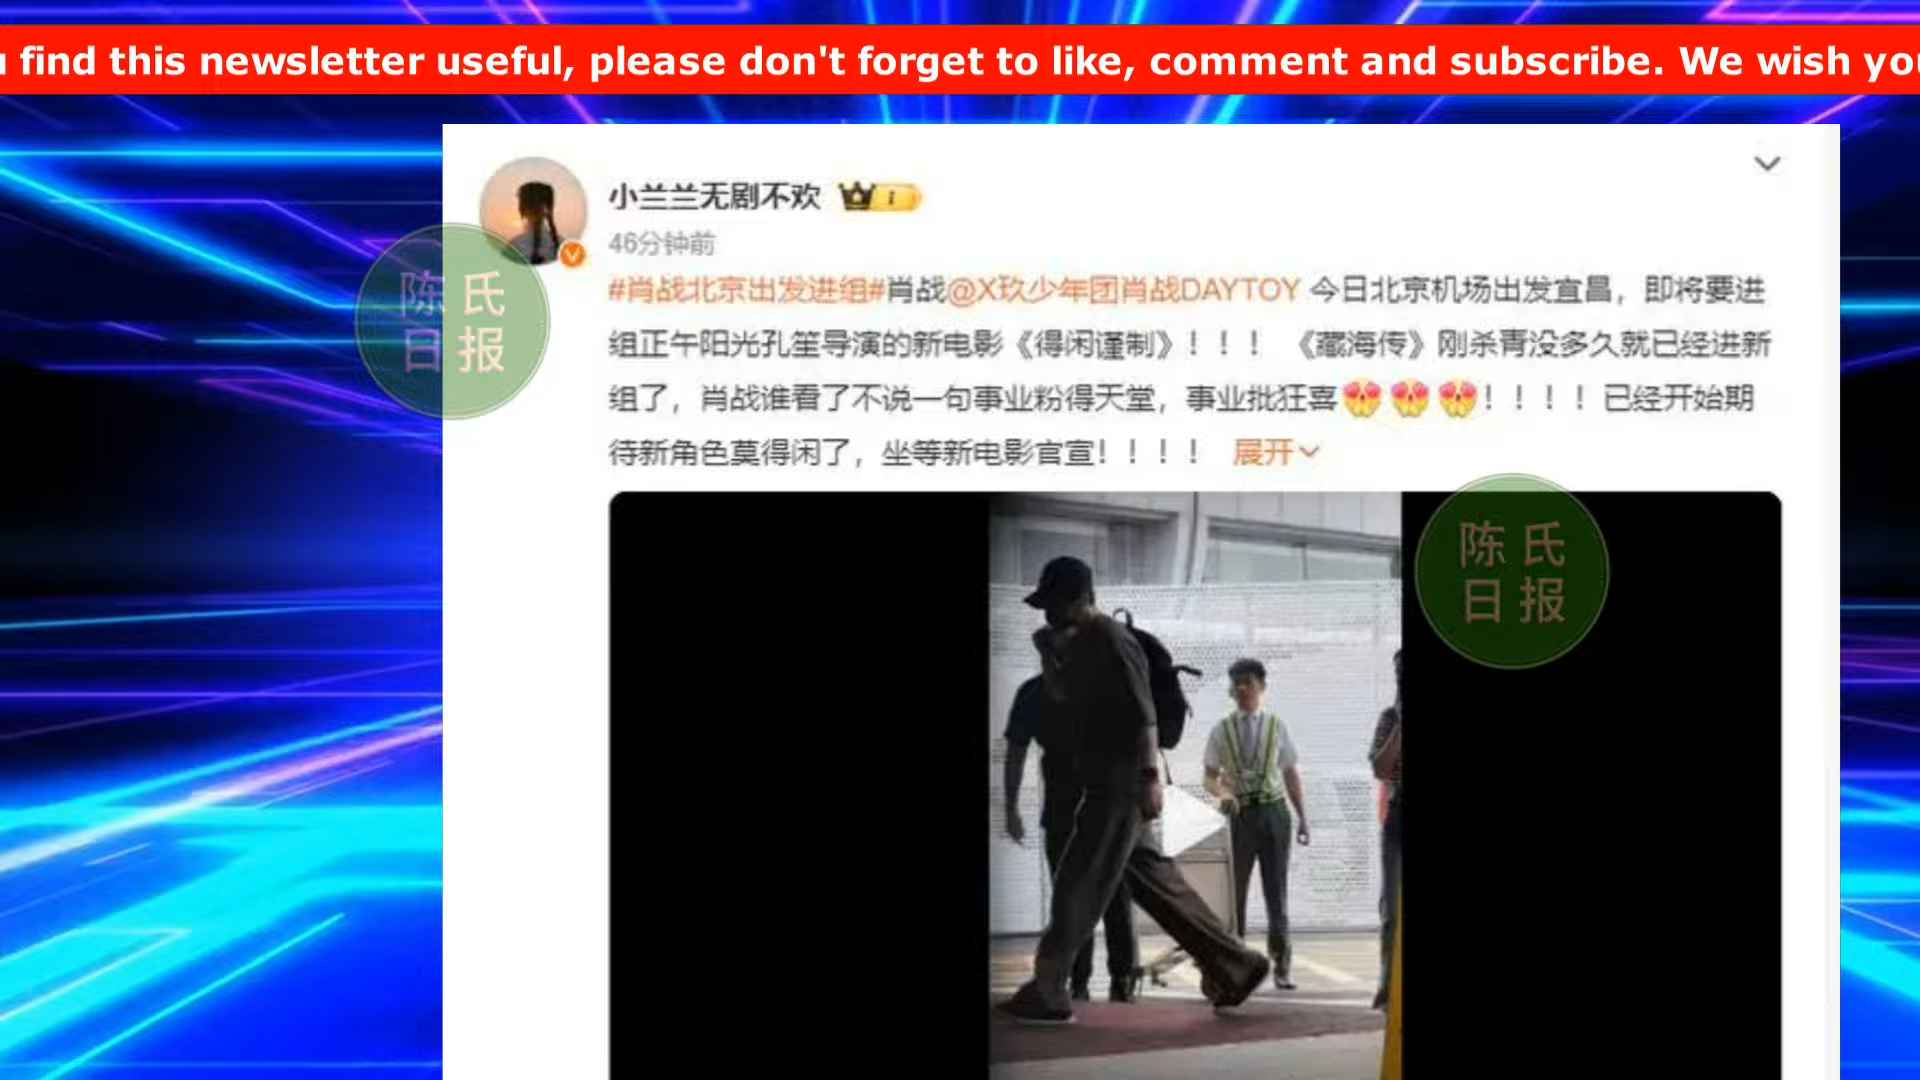 find this newsletter useful, please don't forget to like, comment and subscribe. We wish you
小兰兰无剧不欢
46分钟前
#肖战北京出发进组#肖战@X玖少年团肖战DAYTOY 今日北京机场出发宜昌，即将要进
组正午阳光孔笙导演的新电影《得闲谨制》！！！ 《藏海传》刚杀青没多久就已经进新
组了，肖战谁看了不说一句事业粉得天堂，事业批狂喜😍😍😍！！！！已经开始期
待新角色莫得闲了，坐等新电影官宣！！！！ 展开
陈氏
日报
陈氏
日报